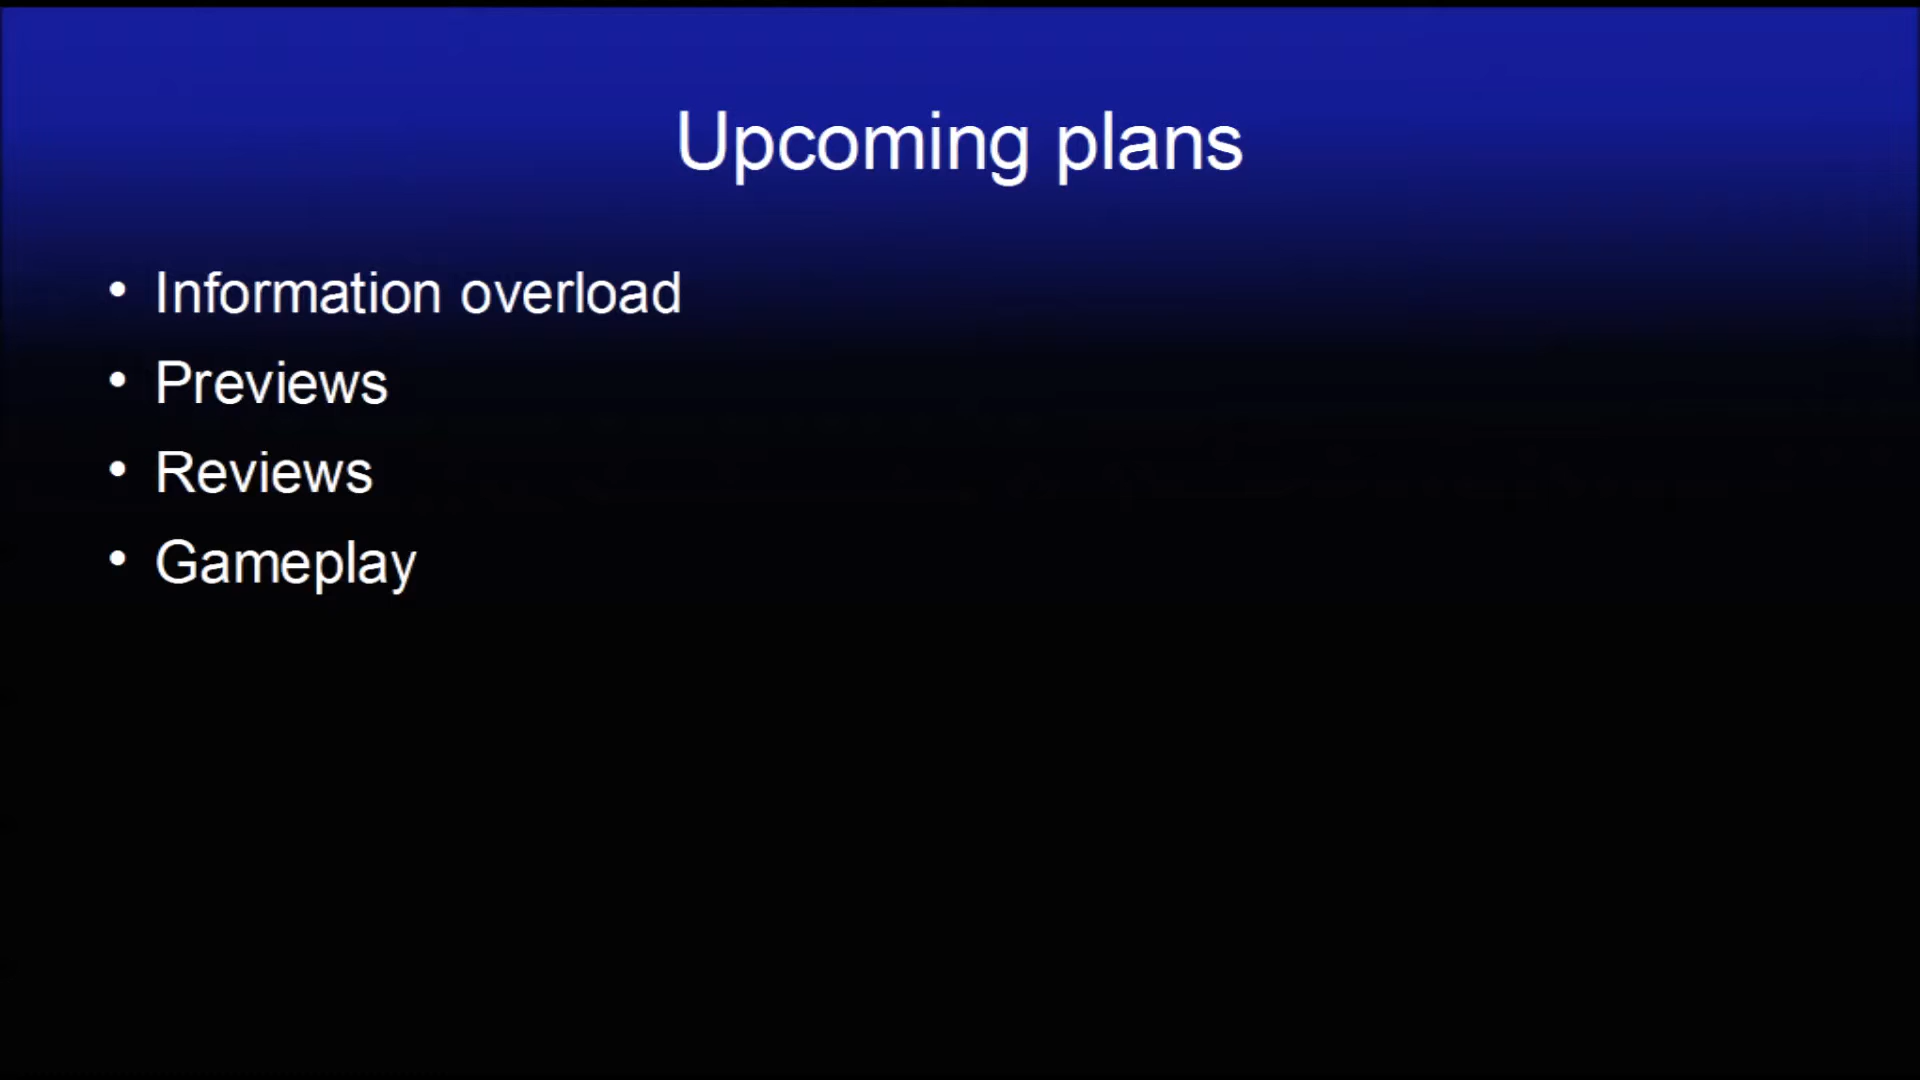 Upcoming plans
• Information overload
• Previews
• Reviews
• Gameplay